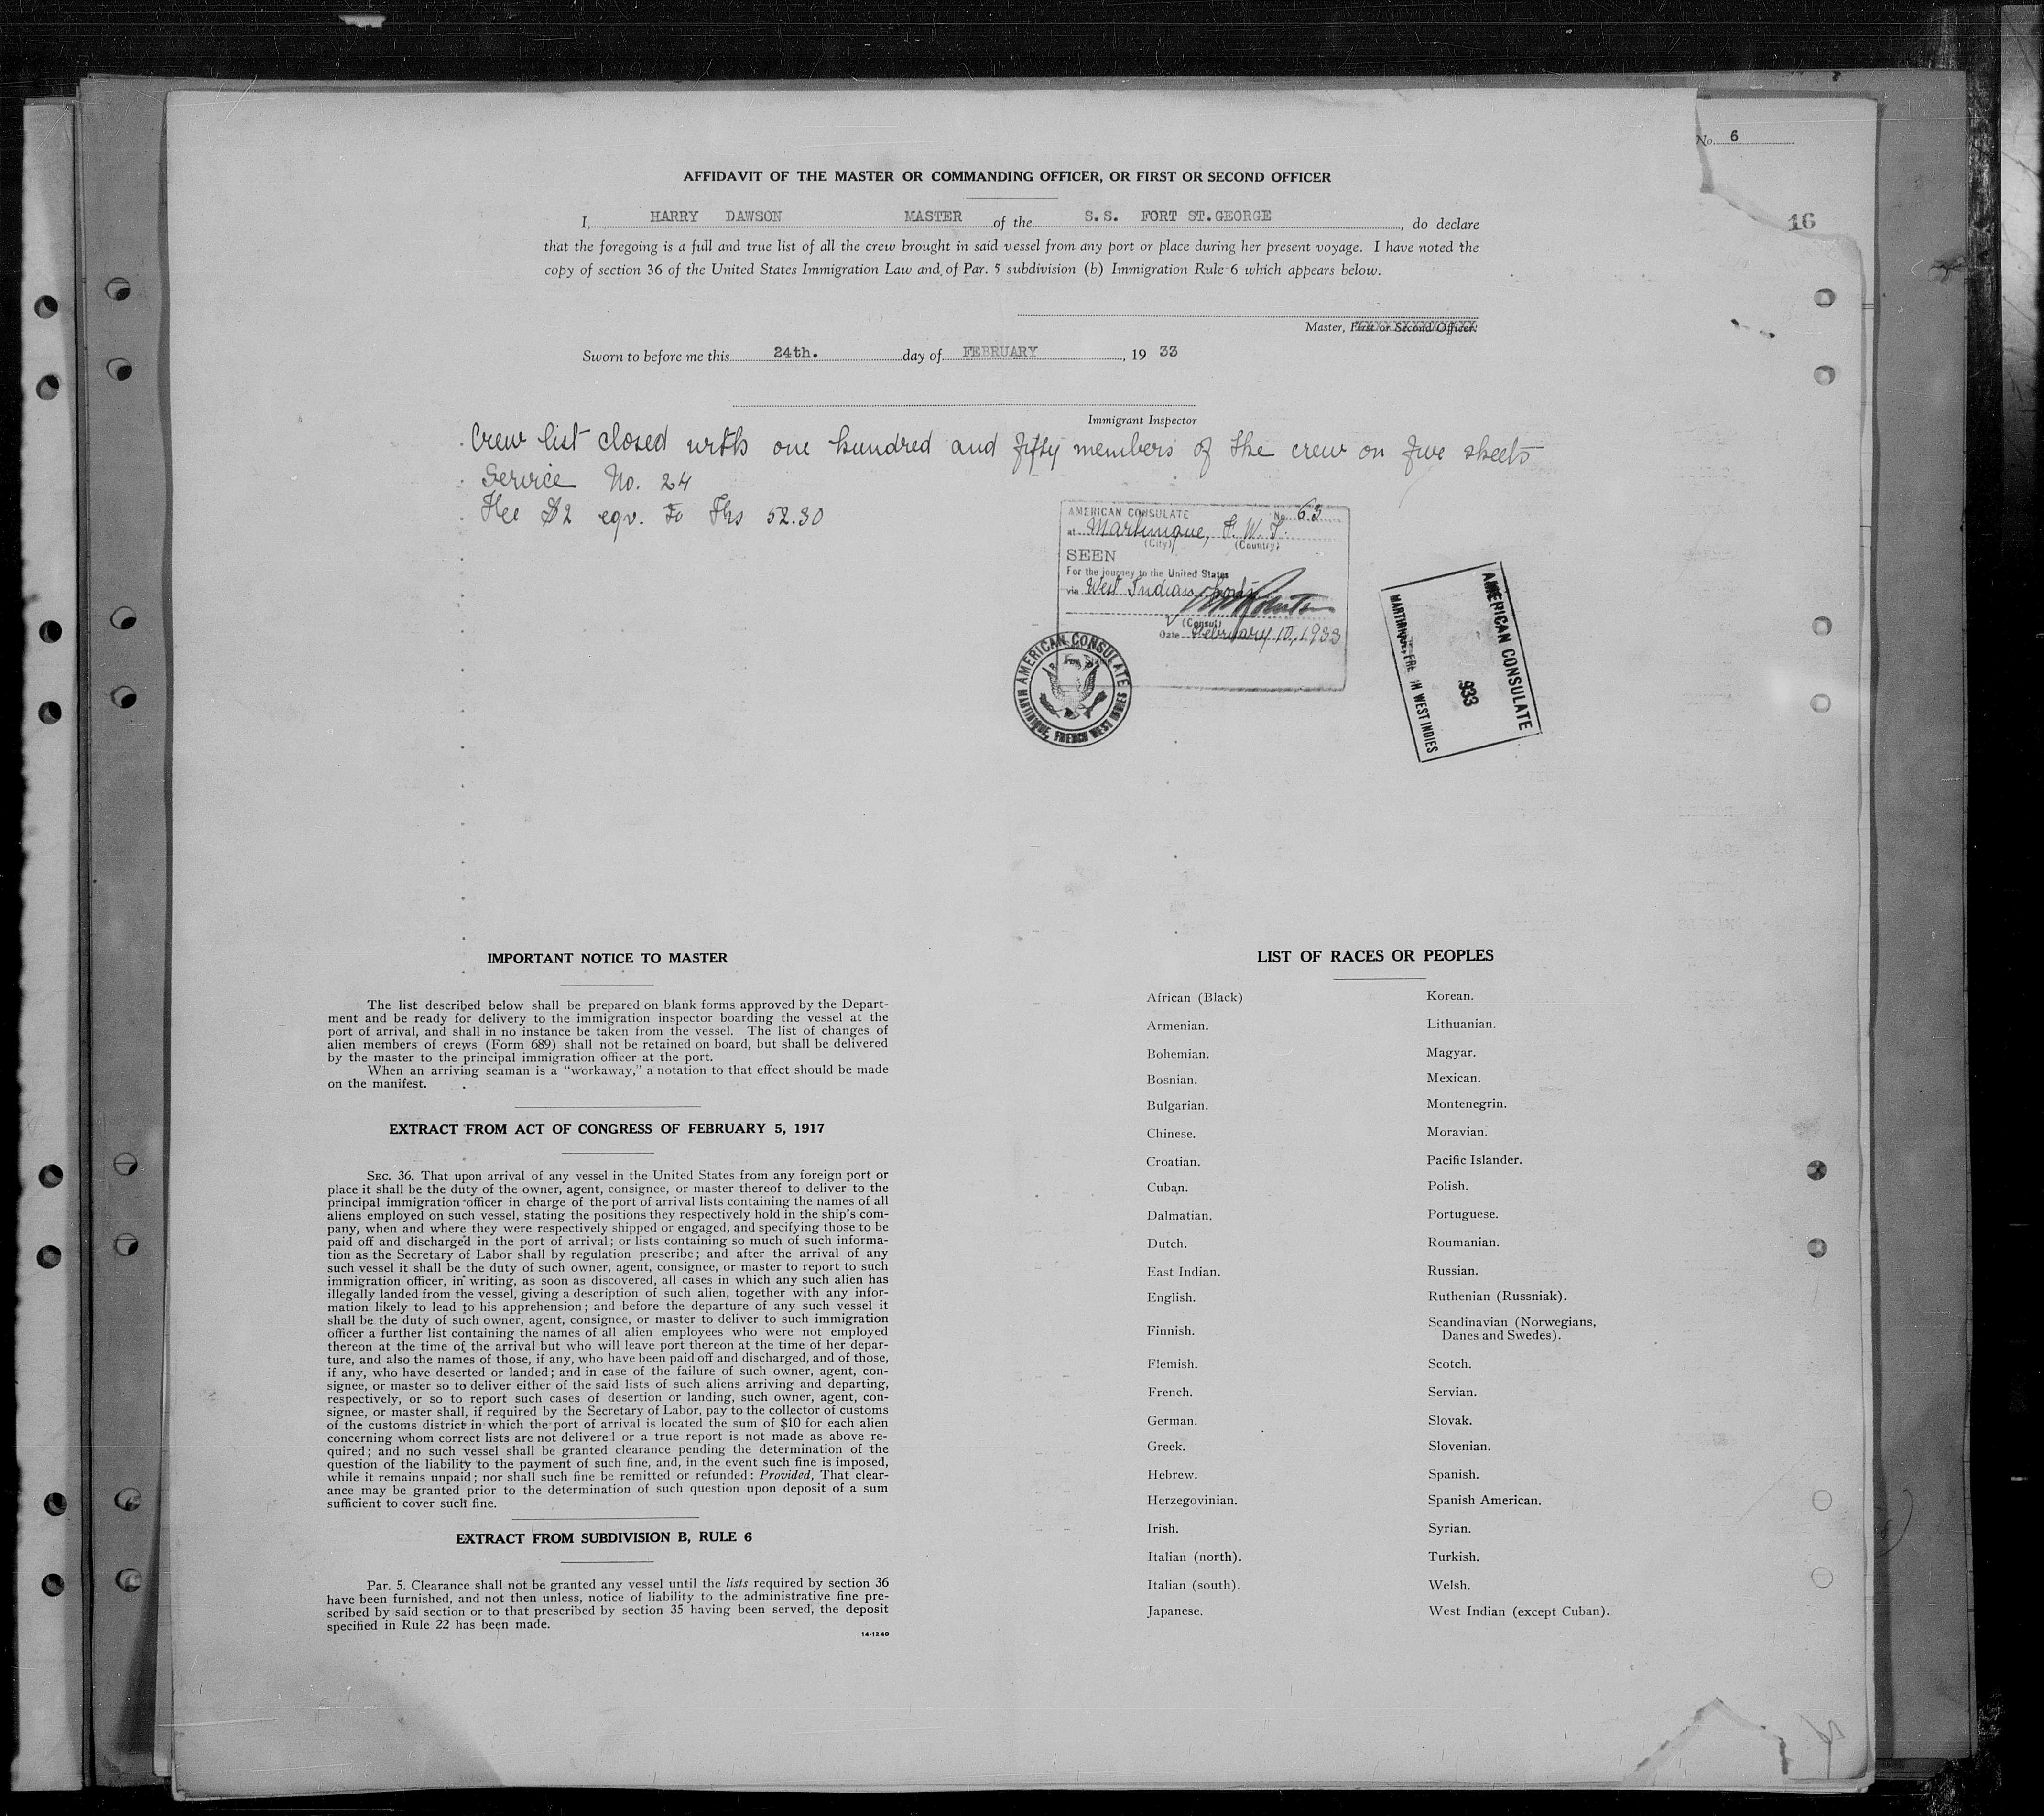 No. 6
AFFIDAVIT OF THE MASTER OR COMMANDING OFFICER, OR FIRST OR SECOND OFFICER
16
I, HARRY DAWSON MASTER of the S.S. FORT ST.GEORGE, do declare
that the foregoing is a full and true list of all the crew brought in said vessel from any port or place during her present voyage. I have noted the
copy of section 36 of the United States Immigration Law and of Par. 5 subdivision (b) Immigration Rule 6 which appears below.
Master, First or Second Officer.
Sworn to before me this 24th. day of FEBRUARY, 19 33
Immigrant Inspector
Crew list closed with one hundred and fifty members of the crew on five sheets
Service No. 24
Fee $2 eqv. to Frs 52.30
AMERICAN CONSULATE No. 63
at Martinique, F. W. I.
(City) (Country)
SEEN
For the journey to the United States
via West Indian Ports
(Consul)
Date February 10, 1933
AMERICAN CONSULATE
MARTINIQUE, FRENCH WEST INDIES
AMERICAN CONSULATE
933
MARTINIQUE, FRE H WEST INDIES
IMPORTANT NOTICE TO MASTER
The list described below shall be prepared on blank forms approved by the Depart-
ment and be ready for delivery to the immigration inspector boarding the vessel at the
port of arrival, and shall in no instance be taken from the vessel. The list of changes of
alien members of crews (Form 689) shall not be retained on board, but shall be delivered
by the master to the principal immigration officer at the port.
When an arriving seaman is a "workaway," a notation to that effect should be made
on the manifest.
EXTRACT FROM ACT OF CONGRESS OF FEBRUARY 5, 1917
SEC. 36. That upon arrival of any vessel in the United States from any foreign port or
place it shall be the duty of the owner, agent, consignee, or master thereof to deliver to the
principal immigration officer in charge of the port of arrival lists containing the names of all
aliens employed on such vessel, stating the positions they respectively hold in the ship's com-
pany, when and where they were respectively shipped or engaged, and specifying those to be
paid off and discharged in the port of arrival; or lists containing so much of such informa-
tion as the Secretary of Labor shall by regulation prescribe; and after the arrival of any
such vessel it shall be the duty of such owner, agent, consignee, or master to report to such
immigration officer, in writing, as soon as discovered, all cases in which any such alien has
illegally landed from the vessel, giving a description of such alien, together with any infor-
mation likely to lead to his apprehension; and before the departure of any such vessel it
shall be the duty of such owner, agent, consignee, or master to deliver to such immigration
officer a further list containing the names of all alien employees who were not employed
thereon at the time of the arrival but who will leave port thereon at the time of her depar-
ture, and also the names of those, if any, who have been paid off and discharged, and of those,
if any, who have deserted or landed; and in case of the failure of such owner, agent, con-
signee, or master so to deliver either of the said lists of such aliens arriving and departing,
respectively, or so to report such cases of desertion or landing, such owner, agent, con-
signee, or master shall, if required by the Secretary of Labor, pay to the collector of customs
of the customs district in which the port of arrival is located the sum of $10 for each alien
concerning whom correct lists are not delivered or a true report is not made as above re-
quired; and no such vessel shall be granted clearance pending the determination of the
question of the liability to the payment of such fine, and, in the event such fine is imposed,
while it remains unpaid; nor shall such fine be remitted or refunded: Provided, That clear-
ance may be granted prior to the determination of such question upon deposit of a sum
sufficient to cover such fine.
EXTRACT FROM SUBDIVISION B, RULE 6
Par. 5. Clearance shall not be granted any vessel until the lists required by section 36
have been furnished, and not then unless, notice of liability to the administrative fine pre-
scribed by said section or to that prescribed by section 35 having been served, the deposit
specified in Rule 22 has been made.
14-1240
LIST OF RACES OR PEOPLES
African (Black)
Armenian.
Bohemian.
Bosnian.
Bulgarian.
Chinese.
Croatian.
Cuban.
Dalmatian.
Dutch.
East Indian.
English.
Finnish.
Flemish.
French.
German.
Greek.
Hebrew.
Herzegovinian.
Irish.
Italian (north).
Italian (south).
Japanese.
Korean.
Lithuanian.
Magyar.
Mexican.
Montenegrin.
Moravian.
Pacific Islander.
Polish.
Portuguese.
Roumanian.
Russian.
Ruthenian (Russniak).
Scandinavian (Norwegians,
Danes and Swedes).
Scotch.
Servian.
Slovak.
Slovenian.
Spanish.
Spanish American.
Syrian.
Turkish.
Welsh.
West Indian (except Cuban).